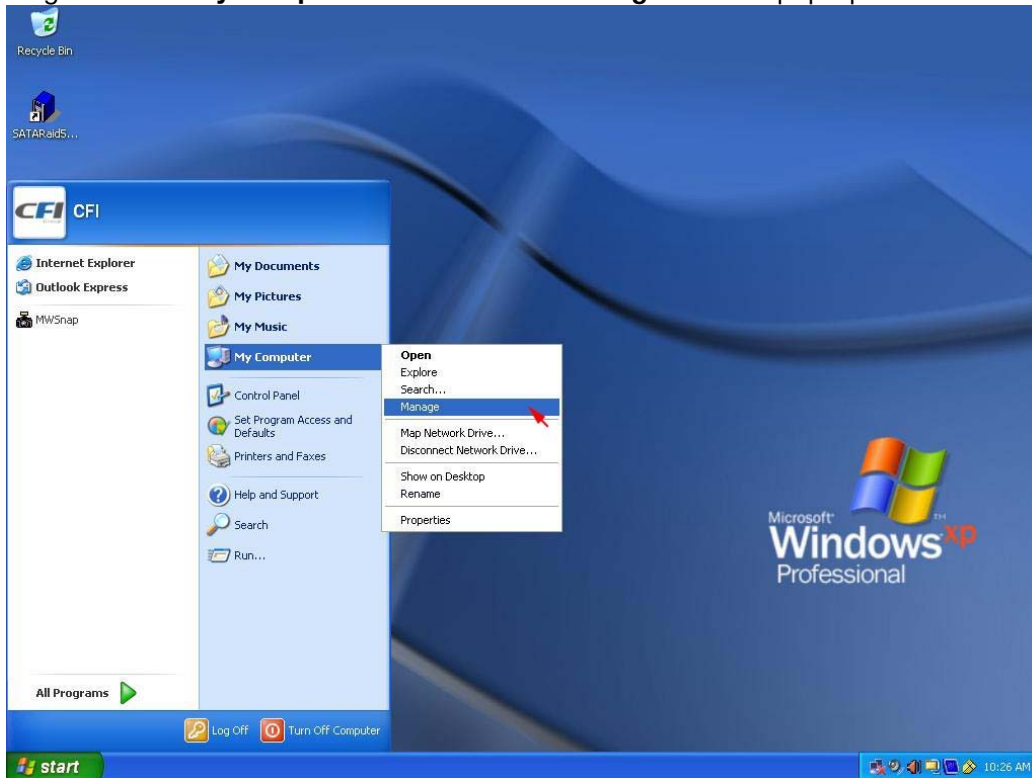 Recycle Bin
SATARaid5...
CFI CFI
Internet Explorer
Outlook Express
MWSnap
All Programs
My Documents
My Pictures
My Music
My Computer
Control Panel
Set Program Access and
Defaults
Printers and Faxes
Help and Support
Search
Run...
Open
Explore
Search...
Manage
Map Network Drive...
Disconnect Network Drive...
Show on Desktop
Rename
Properties
Microsoft
Windows xp
TM
Professional
Log Off
Turn Off Computer
start
10:26 AM